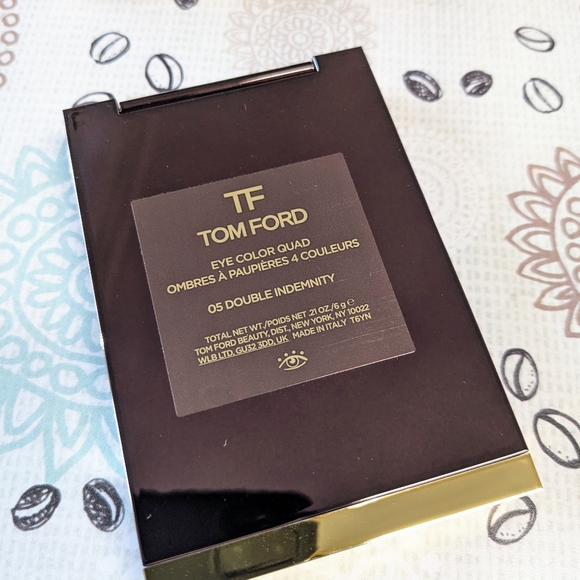 TF
TOM FORD
EYE COLOR QUAD
OMBRES À PAUPIÈRES 4 COULEURS
05 DOUBLE INDEMNITY
TOTAL NET WT./POIDS NET .21 OZ./6 g ℮
TOM FORD BEAUTY, DIST., NEW YORK, NY 10022
WLB LTD, GU32 3DD, UK MADE IN ITALY T6YN